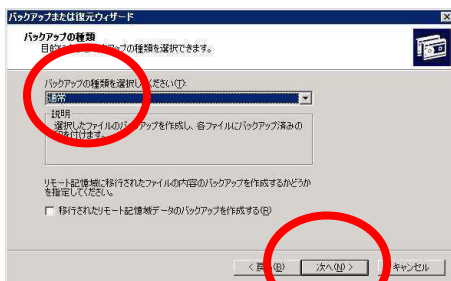 バックアップまたは復元ウィザード
バックアップの種類
バックアップの種類を選択できます。
バックアップの種類を選択してください(T):
通常
説明
選択したファイルのバックアップを作成し、各ファイルにバックアップ済みの
印を付けます。
リモート記憶域に移行されたファイルの内容のバックアップを作成するかどうか
を指定してください。
移行されたリモート記憶域データのバックアップを作成する(R)
< 戻る(B)
次へ(N) >
キャンセル